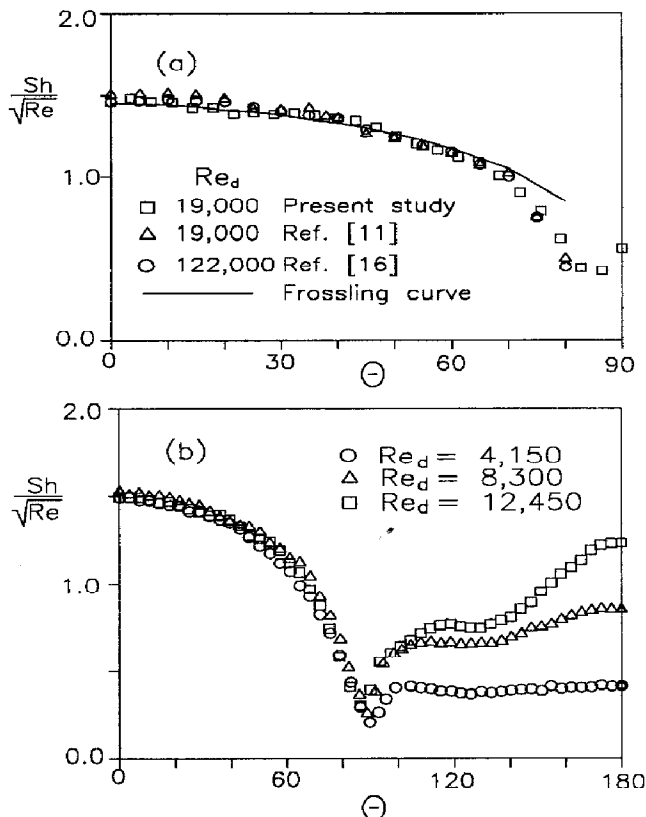 2.0
(a)
Sh
√Re
1.0
Re_d
□ 19,000 Present study
△ 19,000 Ref. [11]
○ 122,000 Ref. [16]
Frossling curve
0.0
0 30 60 90
Θ
2.0
(b)
○ Re_d = 4,150
△ Re_d = 8,300
□ Re_d = 12,450
Sh
√Re
1.0
0.0
0 60 120 180
Θ